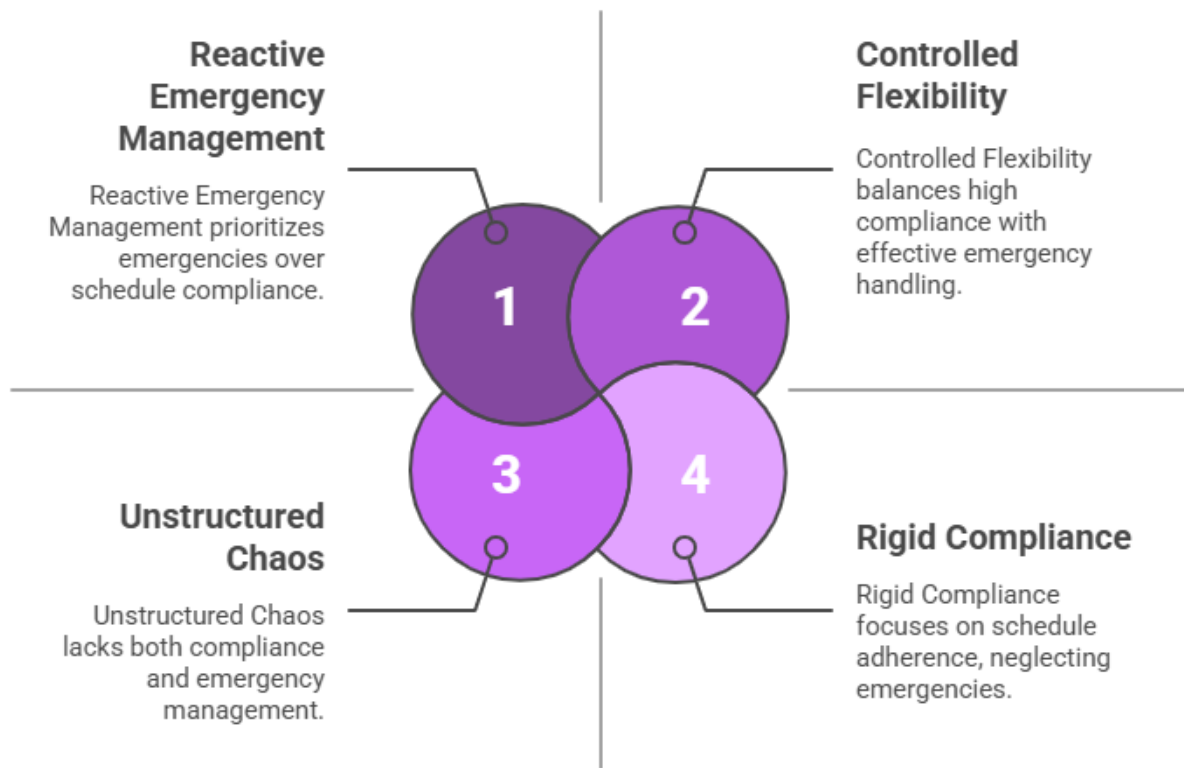 Reactive
Emergency
Management
Reactive Emergency
Management prioritizes
emergencies over
schedule compliance.
Controlled
Flexibility
Controlled Flexibility
balances high
compliance with
effective emergency
handling.
1
2
3
4
Unstructured
Chaos
Unstructured Chaos
lacks both compliance
and emergency
management.
Rigid Compliance
Rigid Compliance
focuses on schedule
adherence, neglecting
emergencies.